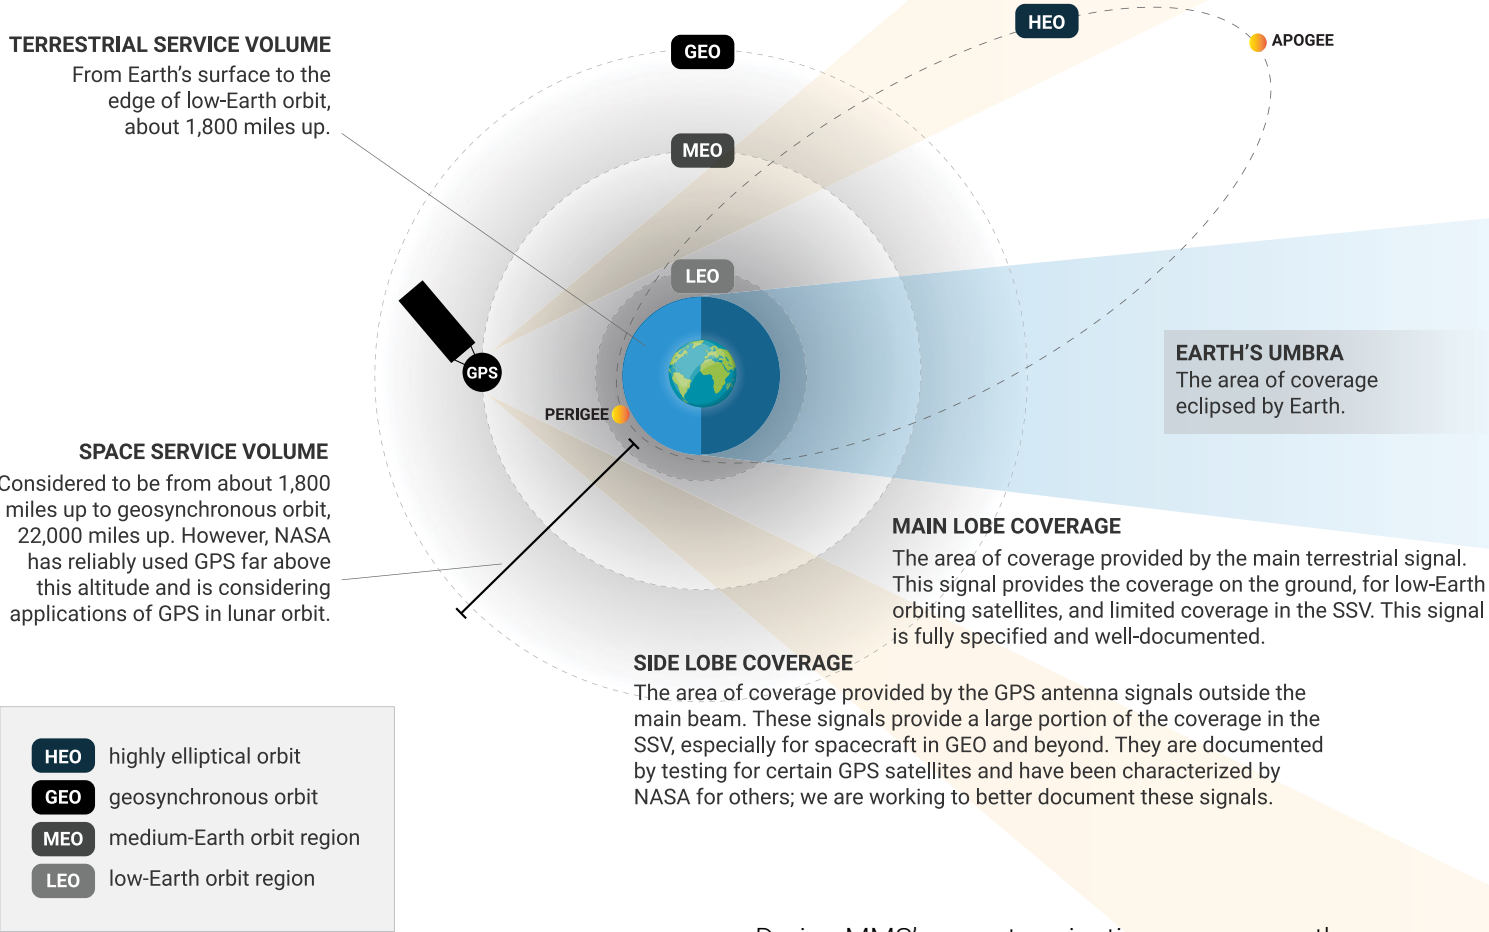 HEO
APOGEE
TERRESTRIAL SERVICE VOLUME
From Earth's surface to the
edge of low-Earth orbit,
about 1,800 miles up.
GEO
MEO
LEO
GPS
PERIGEE
EARTH'S UMBRA
The area of coverage
eclipsed by Earth.
SPACE SERVICE VOLUME
Considered to be from about 1,800
miles up to geosynchronous orbit,
22,000 miles up. However, NASA
has reliably used GPS far above
this altitude and is considering
applications of GPS in lunar orbit.
MAIN LOBE COVERAGE
The area of coverage provided by the main terrestrial signal.
This signal provides the coverage on the ground, for low-Earth
orbiting satellites, and limited coverage in the SSV. This signal
is fully specified and well-documented.
SIDE LOBE COVERAGE
The area of coverage provided by the GPS antenna signals outside the
main beam. These signals provide a large portion of the coverage in the
SSV, especially for spacecraft in GEO and beyond. They are documented
by testing for certain GPS satellites and have been characterized by
NASA for others; we are working to better document these signals.
HEO highly elliptical orbit
GEO geosynchronous orbit
MEO medium-Earth orbit region
LEO low-Earth orbit region